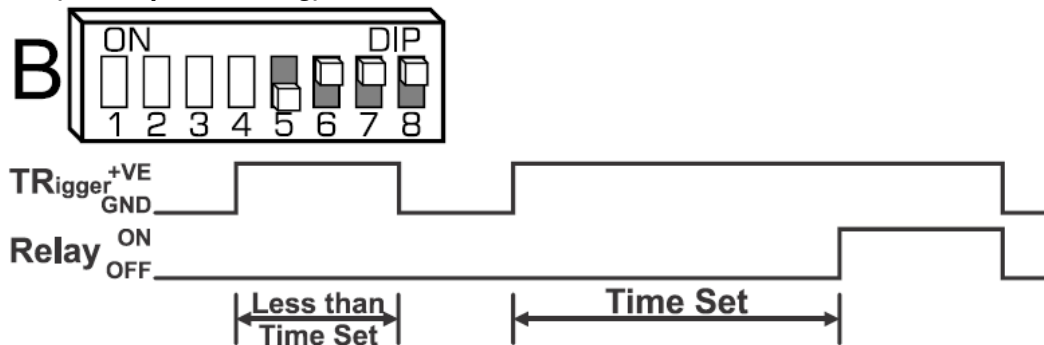 B
ON DIP
1 2 3 4 5 6 7 8
TRigger +VE
GND
Relay ON
OFF
Less than Time Set
Time Set